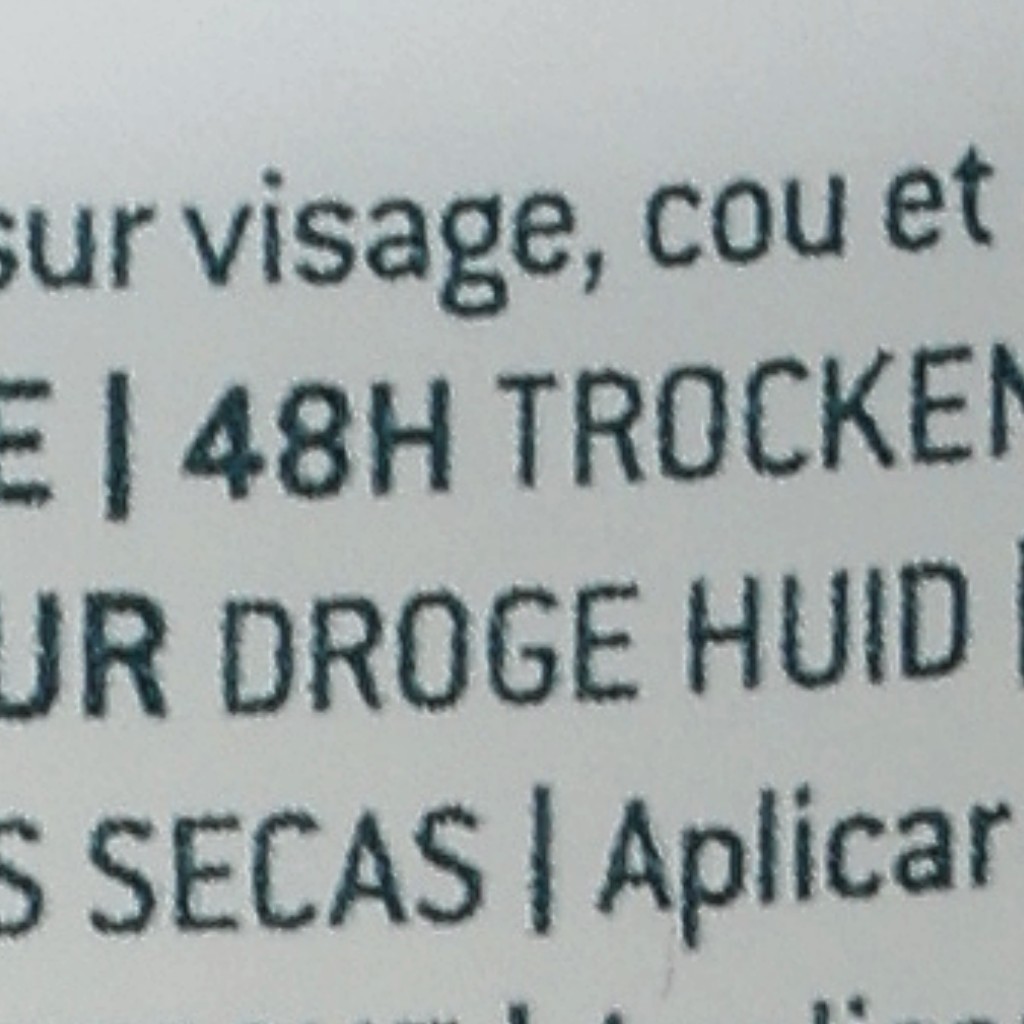 sur visage, cou et
E | 48H TROCKEN
UR DROGE HUID |
S SECAS | Aplicar